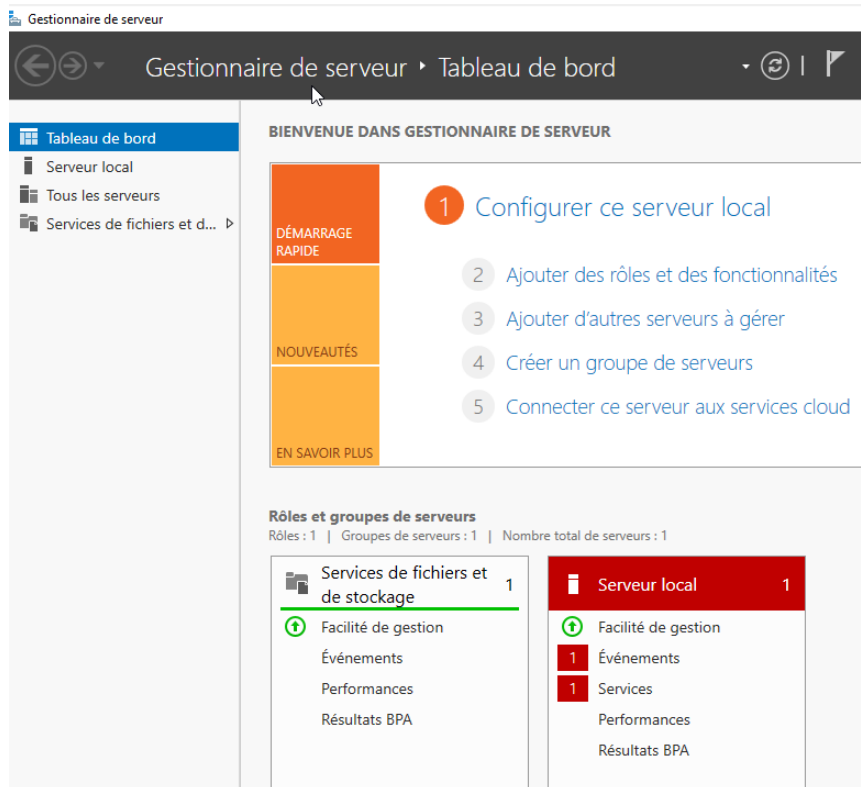 Gestionnaire de serveur
Gestionnaire de serveur ‣ Tableau de bord
Tableau de bord
Serveur local
Tous les serveurs
Services de fichiers et d...
BIENVENUE DANS GESTIONNAIRE DE SERVEUR
DÉMARRAGE
RAPIDE
NOUVEAUTÉS
EN SAVOIR PLUS
1 Configurer ce serveur local
2 Ajouter des rôles et des fonctionnalités
3 Ajouter d'autres serveurs à gérer
4 Créer un groupe de serveurs
5 Connecter ce serveur aux services cloud
Rôles et groupes de serveurs
Rôles : 1 | Groupes de serveurs : 1 | Nombre total de serveurs : 1
Services de fichiers et
de stockage
1
Facilité de gestion
Événements
Performances
Résultats BPA
Serveur local 1
Facilité de gestion
1 Événements
1 Services
Performances
Résultats BPA